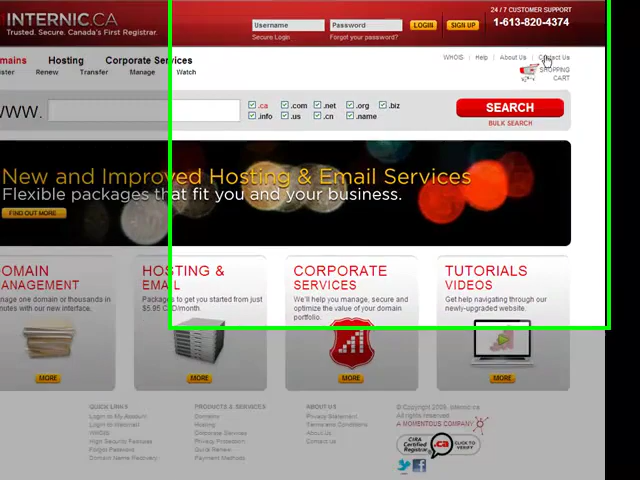 INTERNIC.CA
Trusted. Secure. Canada's First Registrar.
Username
Password
LOGIN
SIGN UP
Secure Login
Forgot your password?
24 / 7 CUSTOMER SUPPORT
1-613-820-4374
mains
Hosting
Corporate Services
ister
Renew
Transfer
Manage
Watch
WHOIS | Help | About Us | Contact Us
SHOPPING
CART
WWW.
.ca
.com
.net
.org
.biz
.info
.us
.cn
.name
SEARCH
BULK SEARCH
New and Improved Hosting & Email Services
Flexible packages that fit you and your business.
FIND OUT MORE
OMAIN
ANAGEMENT
nage one domain or thousands in
nutes with our new interface.
MORE
HOSTING &
EMAIL
Packages to get you started from just
$5.95 CAD/month.
MORE
CORPORATE
SERVICES
We'll help you manage, secure and
optimize the value of your domain
portfolio.
MORE
TUTORIALS
VIDEOS
Get help navigating through our
newly-upgraded website.
MORE
QUICK LINKS
Login to My Account
Login to Webmail
WHOIS
High Security Features
Forgot Password
Domain Name Recovery
PRODUCTS & SERVICES
Domains
Hosting
Corporate Services
Privacy Protection
Quick Renew
Payment Methods
ABOUT US
Privacy Statement
Terms and Conditions
About Us
Contact us
© Copyright 2009, Internic.ca
All rights reserved
A MOMENTOUS COMPANY
CIRA
Certified
Registrar
.ca
CLICK TO
VERIFY